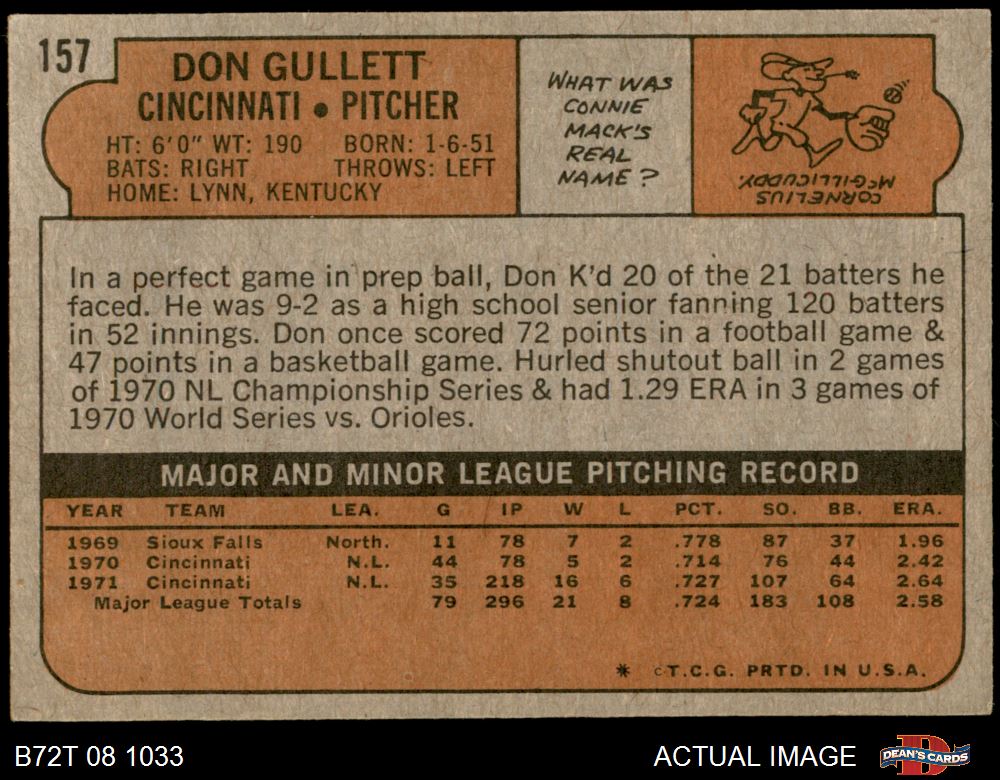 157
DON GULLETT
CINCINNATI • PITCHER
HT: 6'0" WT: 190 BORN: 1-6-51
BATS: RIGHT THROWS: LEFT
HOME: LYNN, KENTUCKY
WHAT WAS
CONNIE
MACK'S
REAL
NAME?
CORNELIUS
McGILLICUDDY.
In a perfect game in prep ball, Don K'd 20 of the 21 batters he
faced. He was 9-2 as a high school senior fanning 120 batters
in 52 innings. Don once scored 72 points in a football game &
47 points in a basketball game. Hurled shutout ball in 2 games
of 1970 NL Championship Series & had 1.29 ERA in 3 games of
1970 World Series vs. Orioles.
MAJOR AND MINOR LEAGUE PITCHING RECORD
YEAR TEAM LEA. G IP W L PCT. SO. BB. ERA.
1969 Sioux Falls North. 11 78 7 2 .778 87 37 1.96
1970 Cincinnati N.L. 44 78 5 2 .714 76 44 2.42
1971 Cincinnati N.L. 35 218 16 6 .727 107 64 2.64
Major League Totals 79 296 21 8 .724 183 108 2.58
* ©T.C.G. PRTD. IN U.S.A.
B72T 08 1033 ACTUAL IMAGE DEAN'S CARDS